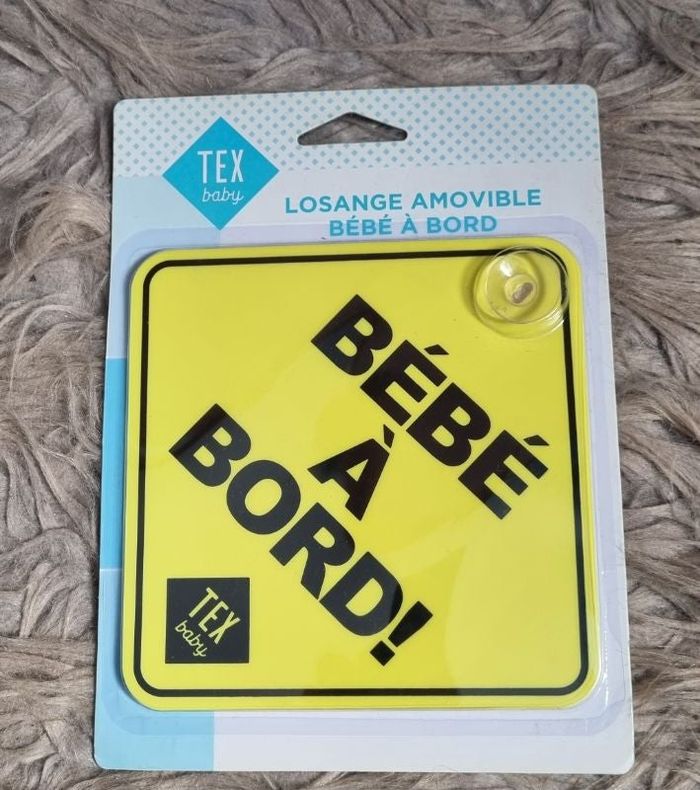 TEX
baby
LOSANGE AMOVIBLE
BÉBÉ À BORD
BÉBÉ
À
BORD!
TEX
baby